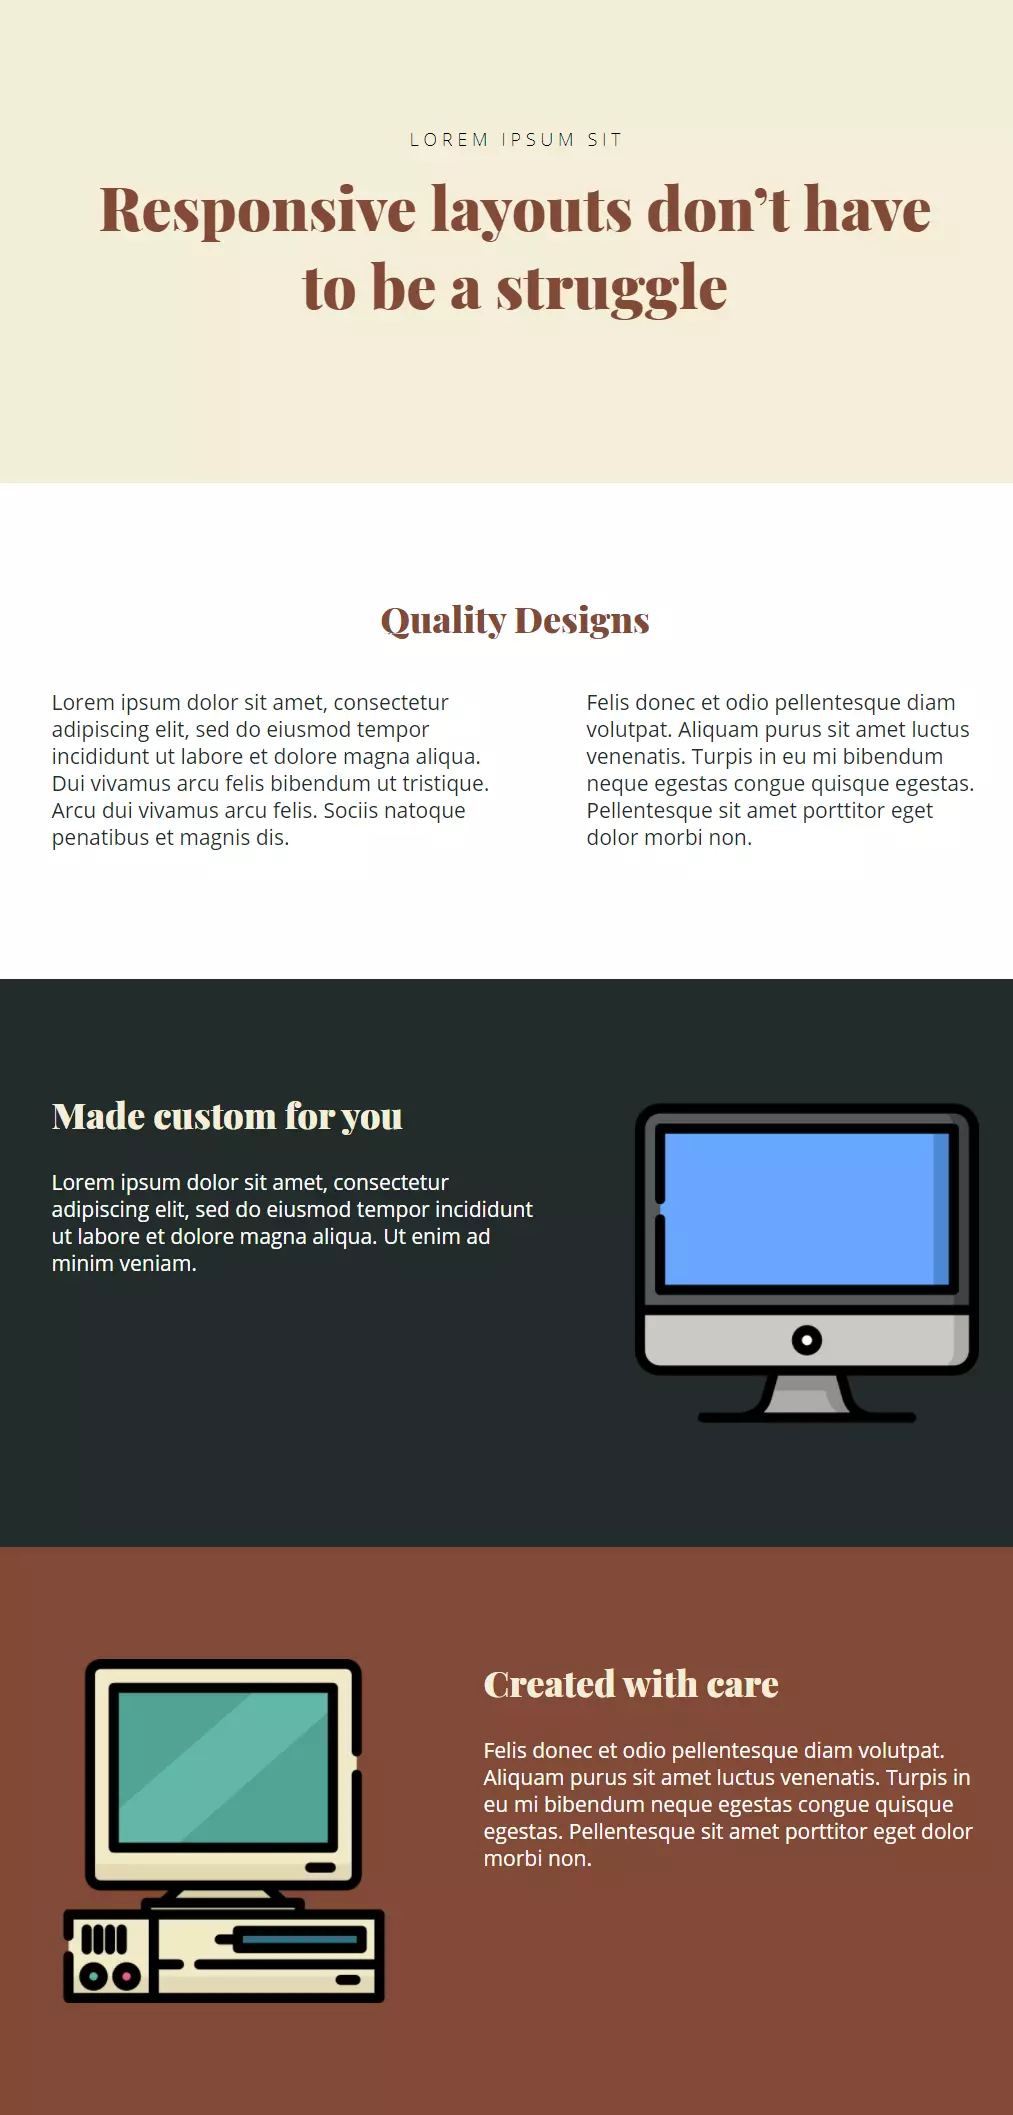 LOREM IPSUM SIT
Responsive layouts don’t have
to be a struggle
Quality Designs
Lorem ipsum dolor sit amet, consectetur
adipiscing elit, sed do eiusmod tempor
incididunt ut labore et dolore magna aliqua.
Dui vivamus arcu felis bibendum ut tristique.
Arcu dui vivamus arcu felis. Sociis natoque
penatibus et magnis dis.
Felis donec et odio pellentesque diam
volutpat. Aliquam purus sit amet luctus
venenatis. Turpis in eu mi bibendum
neque egestas congue quisque egestas.
Pellentesque sit amet porttitor eget
dolor morbi non.
Made custom for you
Lorem ipsum dolor sit amet, consectetur
adipiscing elit, sed do eiusmod tempor incididunt
ut labore et dolore magna aliqua. Ut enim ad
minim veniam.
Created with care
Felis donec et odio pellentesque diam volutpat.
Aliquam purus sit amet luctus venenatis. Turpis in
eu mi bibendum neque egestas congue quisque
egestas. Pellentesque sit amet porttitor eget dolor
morbi non.